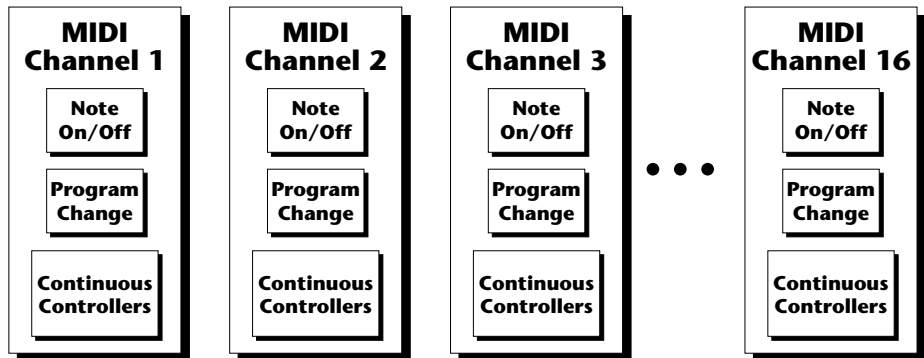 MIDI
Channel 1
Note
On/Off
Program
Change
Continuous
Controllers
MIDI
Channel 2
Note
On/Off
Program
Change
Continuous
Controllers
MIDI
Channel 3
Note
On/Off
Program
Change
Continuous
Controllers
• • •
MIDI
Channel 16
Note
On/Off
Program
Change
Continuous
Controllers